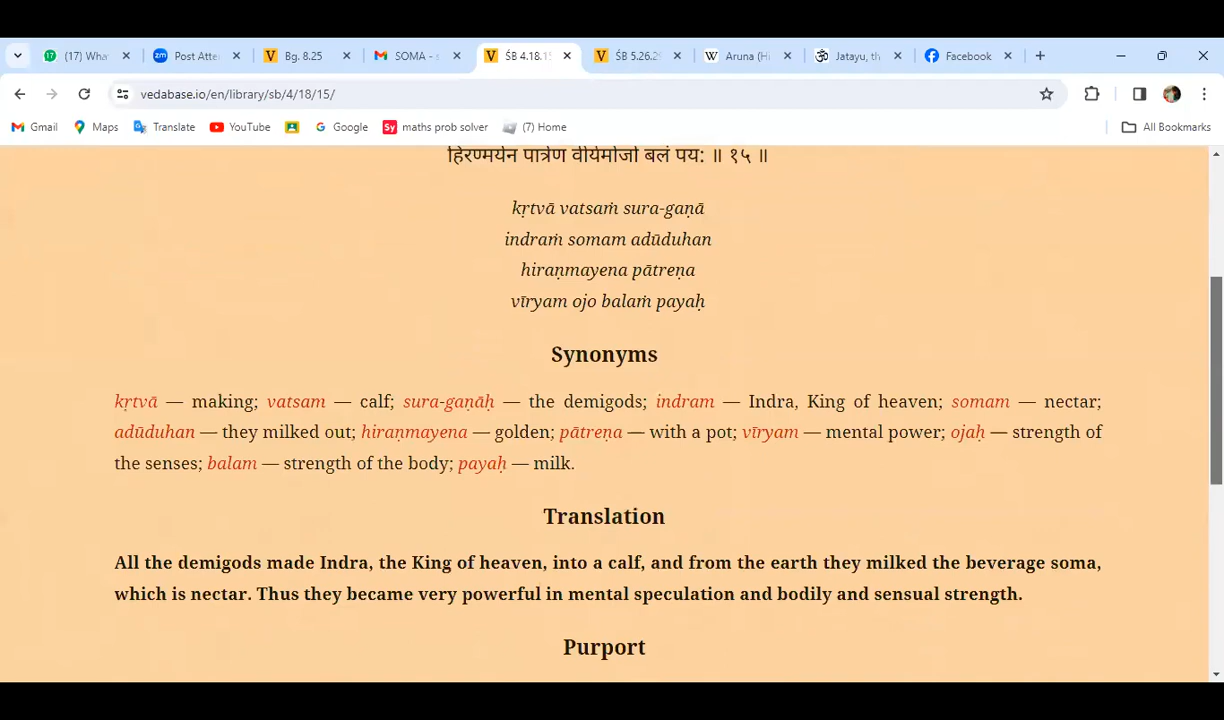 (17) Wha
Post Atte
Bg. 8.25
SOMA - s
ŚB 4.18.1
ŚB 5.26.2
Aruna (Hi
Jatayu, th
Facebook
vedabase.io/en/library/sb/4/18/15/
Gmail
Maps
Translate
YouTube
Google
maths prob solver
(7) Home
All Bookmarks
हिरण्मयेन पात्रेण वीर्यमोजो बलं पय: ॥ १५ ॥
kṛtvā vatsaṁ sura-gaṇā
indraṁ somam adūduhan
hiraṇmayena pātreṇa
vīryam ojo balaṁ payaḥ
Synonyms
kṛtvā — making; vatsam — calf; sura-gaṇāḥ — the demigods; indram — Indra, King of heaven; somam — nectar;
adūduhan — they milked out; hiraṇmayena — golden; pātreṇa — with a pot; vīryam — mental power; ojaḥ — strength of
the senses; balam — strength of the body; payaḥ — milk.
Translation
All the demigods made Indra, the King of heaven, into a calf, and from the earth they milked the beverage soma,
which is nectar. Thus they became very powerful in mental speculation and bodily and sensual strength.
Purport